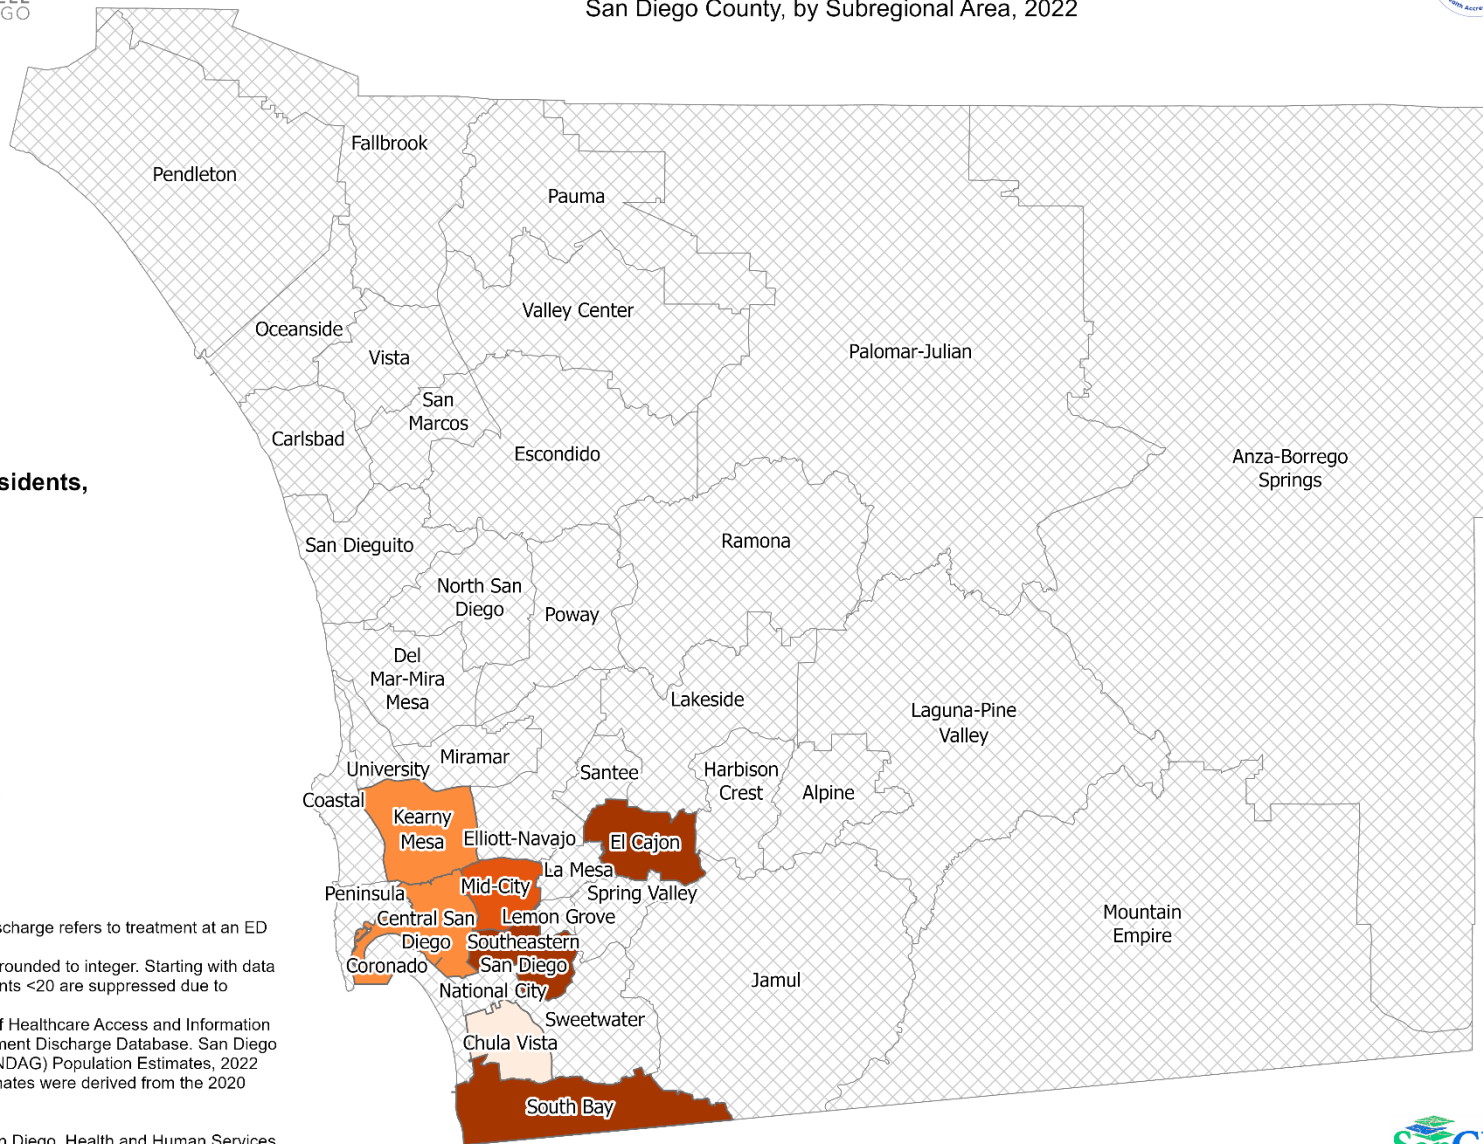 GO
San Diego County, by Subregional Area, 2022
Fallbrook
Pendleton
Pauma
Valley Center
Oceanside
Vista
Palomar-Julian
San
Marcos
Carlsbad
Escondido
Anza-Borrego
Springs
sidents,
San Dieguito
Ramona
North San
Diego
Poway
Del
Mar-Mira
Mesa
Lakeside
Laguna-Pine
Valley
Miramar
University
Santee
Harbison
Crest
Alpine
Coastal
Kearny
Mesa
Elliott-Navajo
El Cajon
La Mesa
Mid-City
Peninsula
Spring Valley
Central San
Diego
Lemon Grove
Mountain
Empire
Southeastern
San Diego
Coronado
Jamul
National City
Sweetwater
Chula Vista
South Bay
scharge refers to treatment at an ED
rounded to integer. Starting with data
nts <20 are suppressed due to
f Healthcare Access and Information
ment Discharge Database. San Diego
NDAG) Population Estimates, 2022
mates were derived from the 2020
n Diego, Health and Human Services